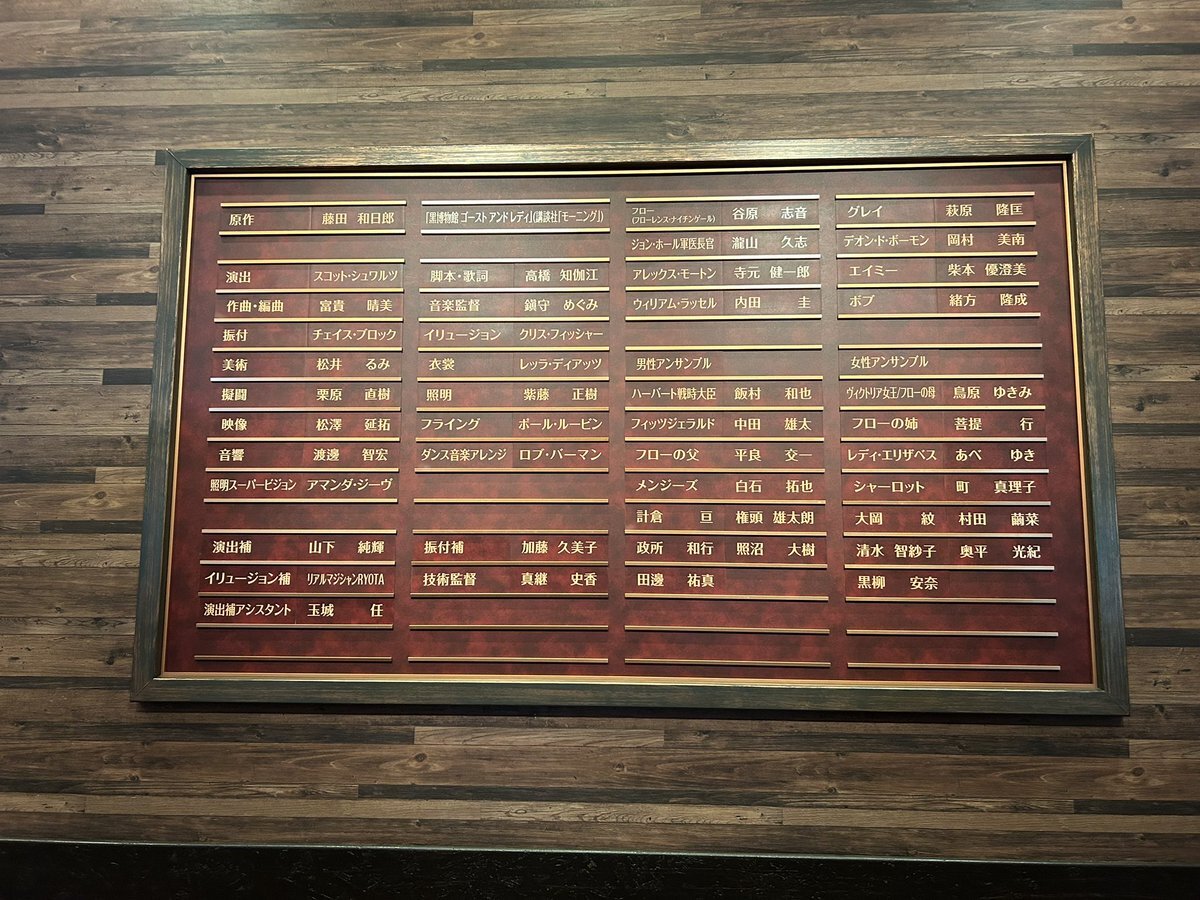 原作 藤田 和日郎
演出 スコット・シュワルツ
作曲・編曲 富貴 晴美
振付 チェイス・ブロック
美術 松井 るみ
擬闘 栗原 直樹
映像 松澤 延拓
音響 渡邊 智宏
照明スーパービジョン アマンダ・ジーヴ
演出補 山下 純輝
イリュージョン補 リアルマジシャンRYOTA
演出補アシスタント 玉城 任
「黒博物館 ゴースト アンド レディ」(講談社「モーニング」)
脚本・歌詞 高橋 知伽江
音楽監督 鎮守 めぐみ
イリュージョン クリス・フィッシャー
衣裳 レッラ・ディアッツ
照明 紫藤 正樹
フライング ポール・ルービン
ダンス音楽アレンジ ロブ・バーマン
振付補 加藤 久美子
技術監督 真継 史香
フロー
(フローレンス・ナイチンゲール) 谷原 志音
ジョン・ホール軍医長官 瀧山 久志
アレックス・モートン 寺元 健一郎
ウィリアム・ラッセル 内田 圭
男性アンサンブル
ハーバート戦時大臣 飯村 和也
フィッツジェラルド 中田 雄太
フローの父 平良 交一
メンジーズ 白石 拓也
計倉 亘 権頭 雄太朗
政所 和行 照沼 大樹
田邊 祐真
グレイ 萩原 隆匡
デオン・ド・ボーモン 岡村 美南
エイミー 柴本 優澄美
ボブ 緒方 隆成
女性アンサンブル
ヴィクトリア女王/フローの母 鳥原 ゆきみ
フローの姉 菩提 行
レディ・エリザベス あべ ゆき
シャーロット 町 真理子
大岡 紋 村田 繭菜
清水 智紗子 奥平 光紀
黒柳 安奈